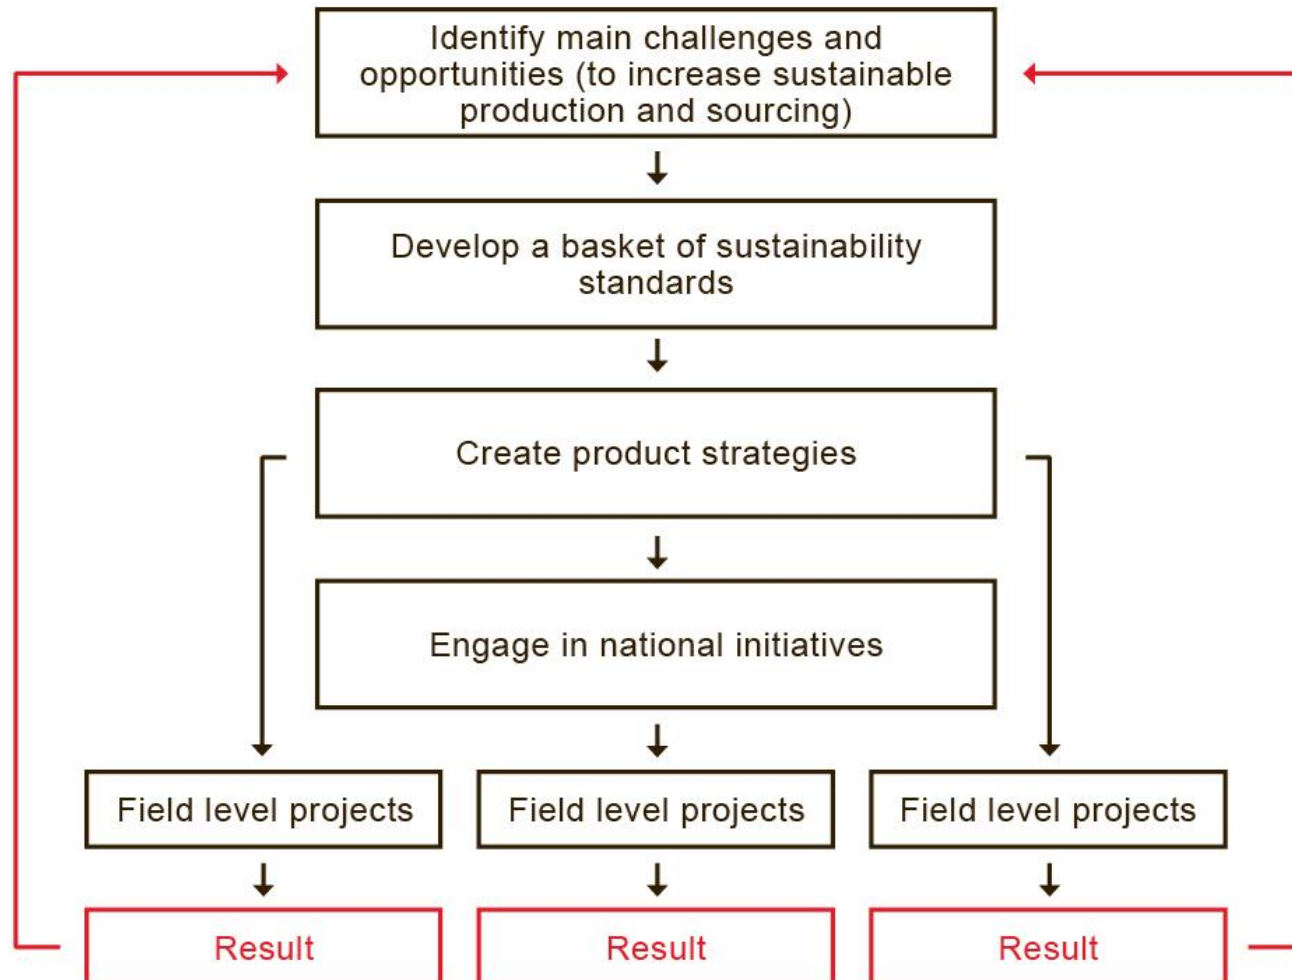 Identify main challenges and
opportunities (to increase sustainable
production and sourcing)
Develop a basket of sustainability
standards
Create product strategies
Engage in national initiatives
Field level projects
Field level projects
Field level projects
Result
Result
Result